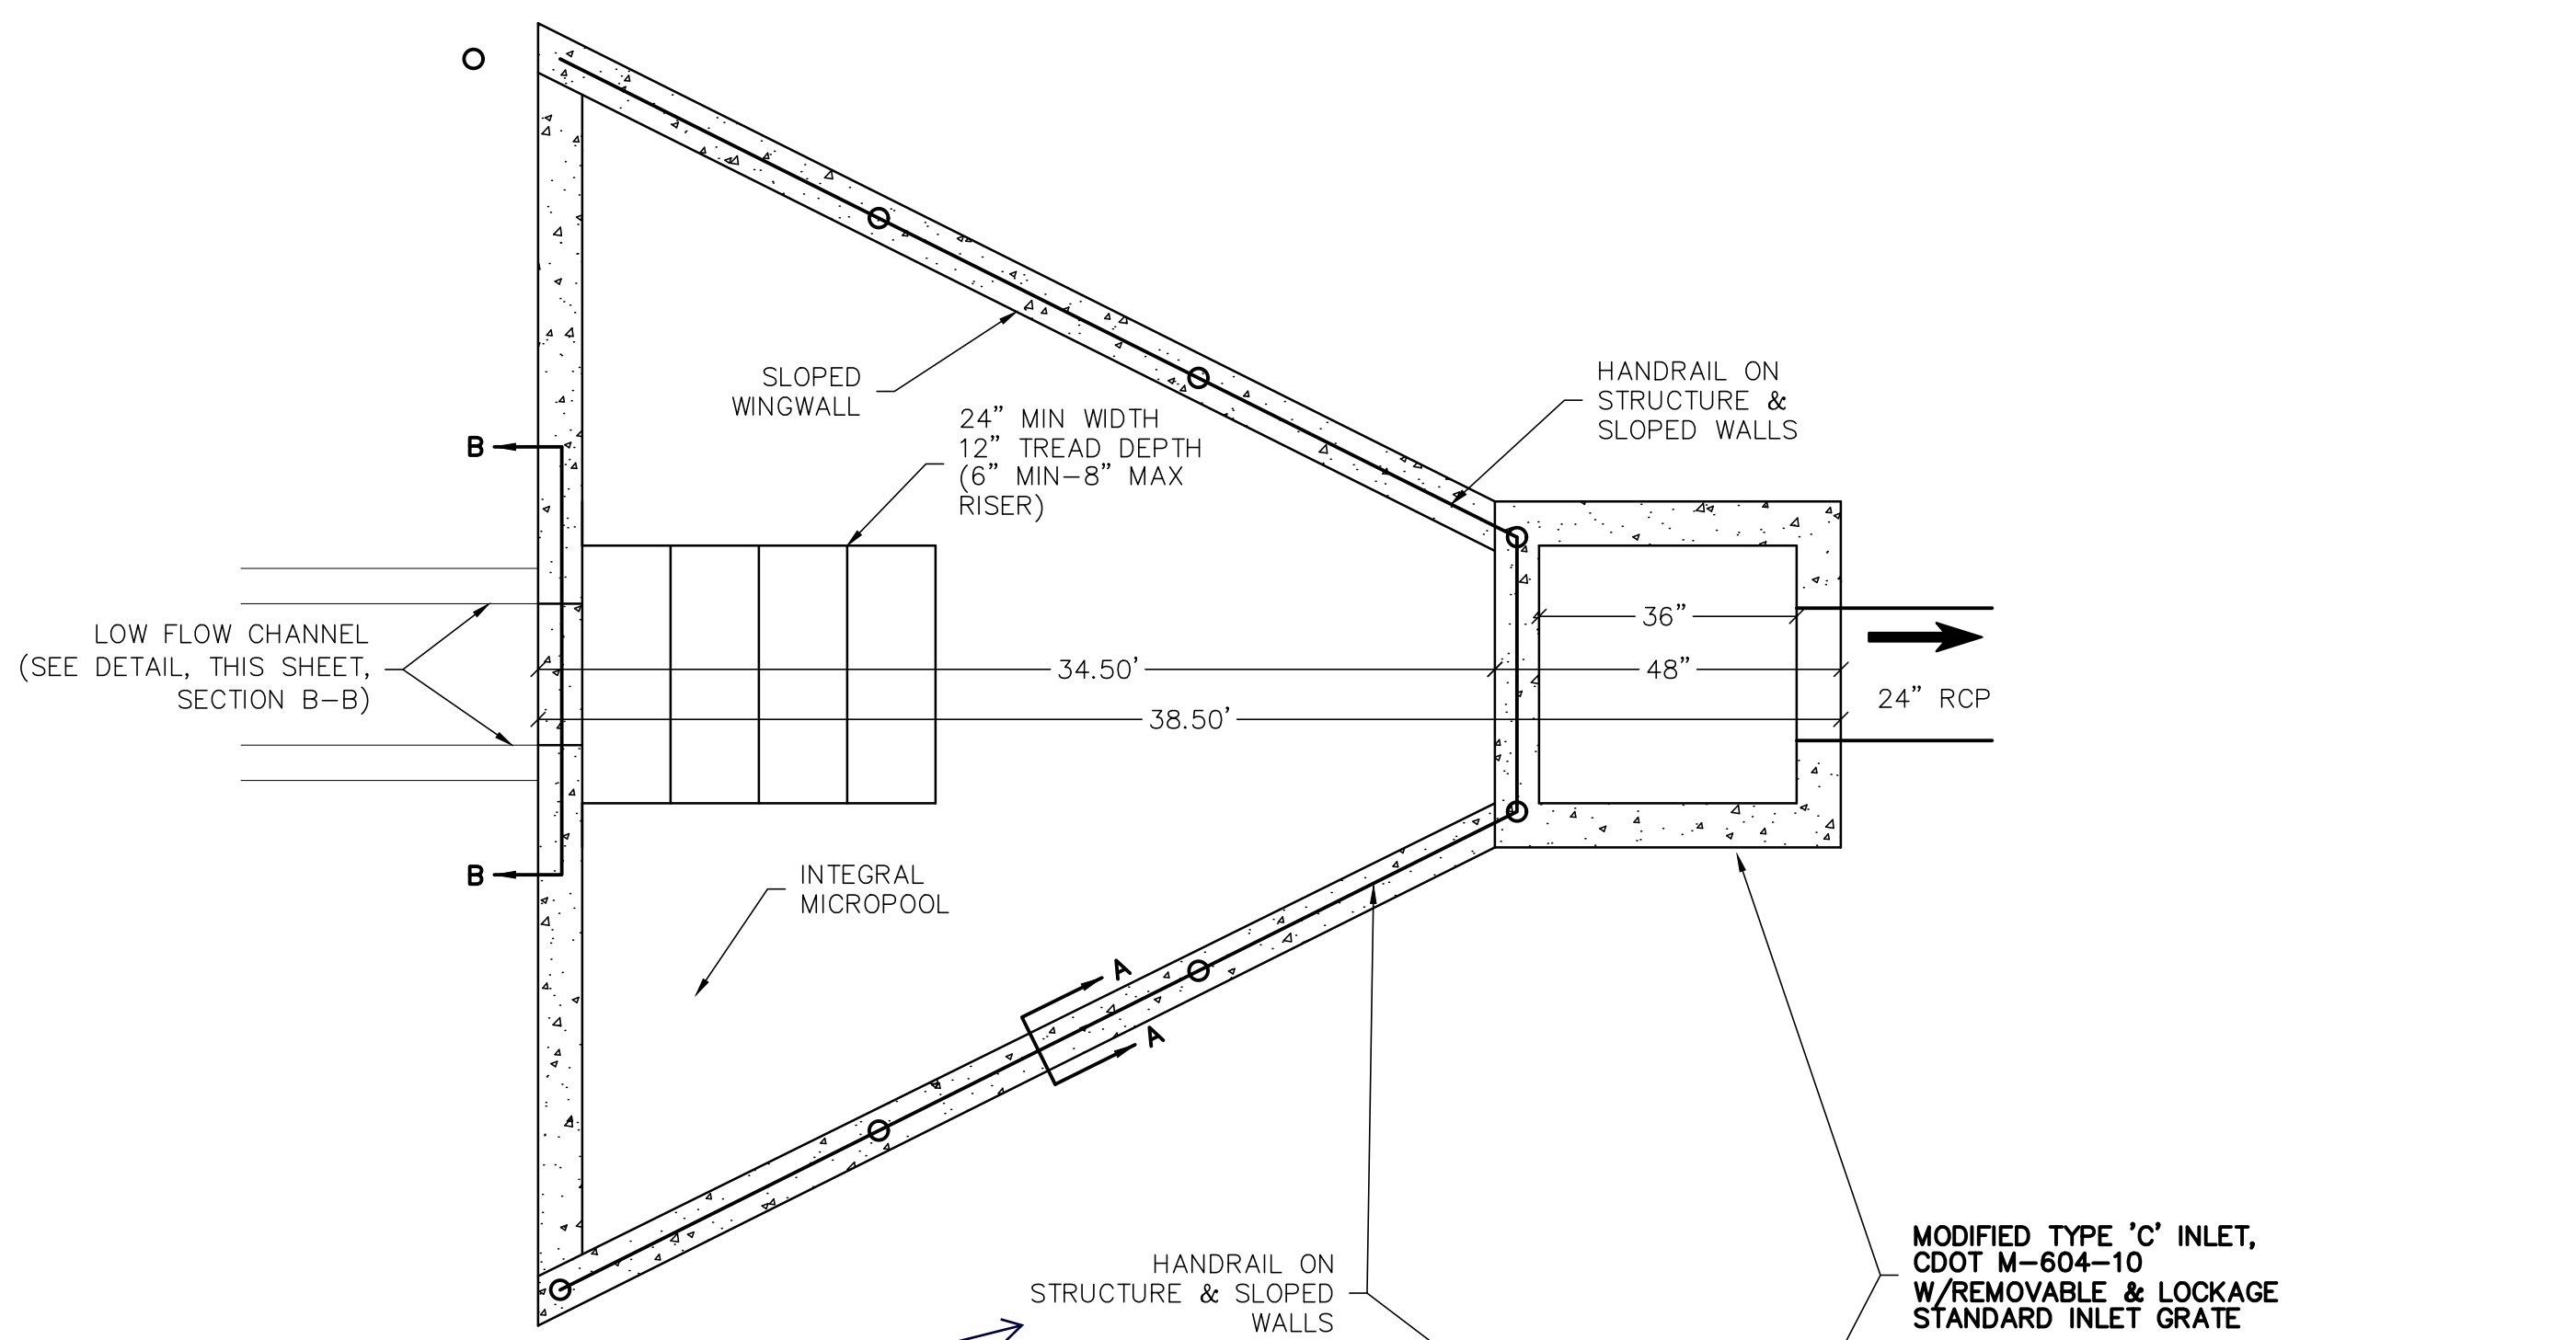 SLOPED
WINGWALL
24” MIN WIDTH
12” TREAD DEPTH
(6” MIN–8” MAX
RISER)
HANDRAIL ON
STRUCTURE &
SLOPED WALLS
B
LOW FLOW CHANNEL
(SEE DETAIL, THIS SHEET,
SECTION B–B)
36”
34.50'
48”
38.50'
24” RCP
B
INTEGRAL
MICROPOOL
A
A
HANDRAIL ON
STRUCTURE & SLOPED
WALLS
MODIFIED TYPE 'C' INLET,
CDOT M–604–10
W/REMOVABLE & LOCKAGE
STANDARD INLET GRATE